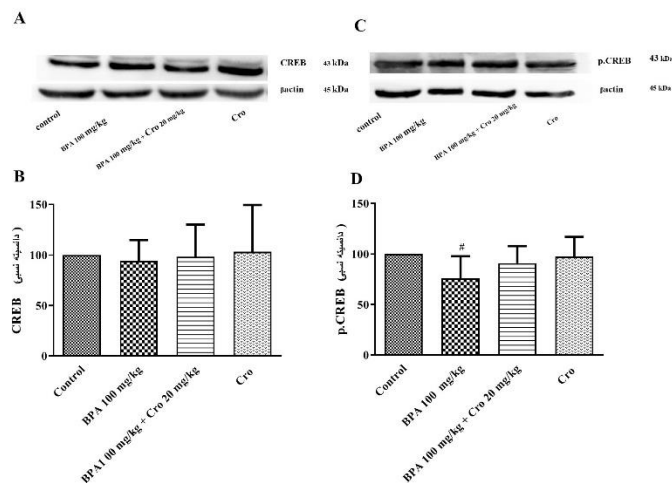 A
CREB 43 kDa
βactin 45 kDa
control
BPA 100 mg/kg
BPA 100 mg/kg + Cro 20 mg/kg
Cro
C
p.CREB 43 kDa
βactin 45 kDa
control
BPA 100 mg/kg
BPA 100 mg/kg + Cro 20 mg/kg
Cro
B
CREB (دانسیته نسبی)
150
100
50
0
Control
BPA 100 mg/kg
BPA1 00 mg/kg + Cro 20 mg/kg
Cro
D
p.CREB (دانسیته نسبی)
150
100
50
0
#
Control
BPA 100 mg/kg
BPA 100 mg/kg + Cro 20 mg/kg
Cro